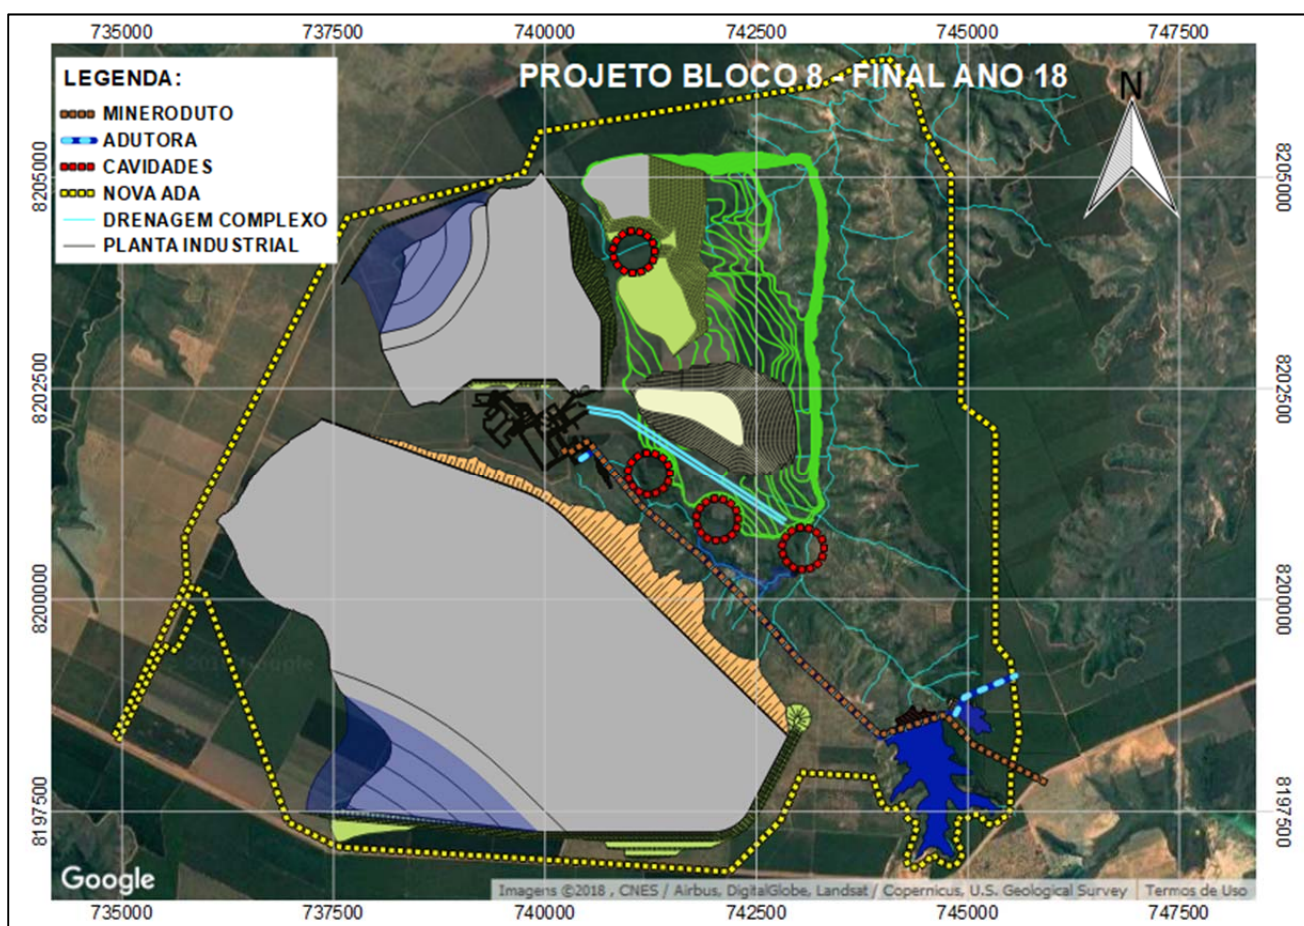 735000 737500 740000 742500 745000 747500
PROJETO BLOCO 8 - FINAL ANO 18
N
LEGENDA:
MINERODUTO
ADUTORA
CAVIDADES
NOVA ADA
DRENAGEM COMPLEXO
PLANTA INDUSTRIAL
8205000 8205000
8202500 8202500
8200000 8200000
8197500 8197500
Google
Imagens ©2018 , CNES / Airbus, DigitalGlobe, Landsat / Copernicus, U.S. Geological Survey Termos de Uso
735000 737500 740000 742500 745000 747500